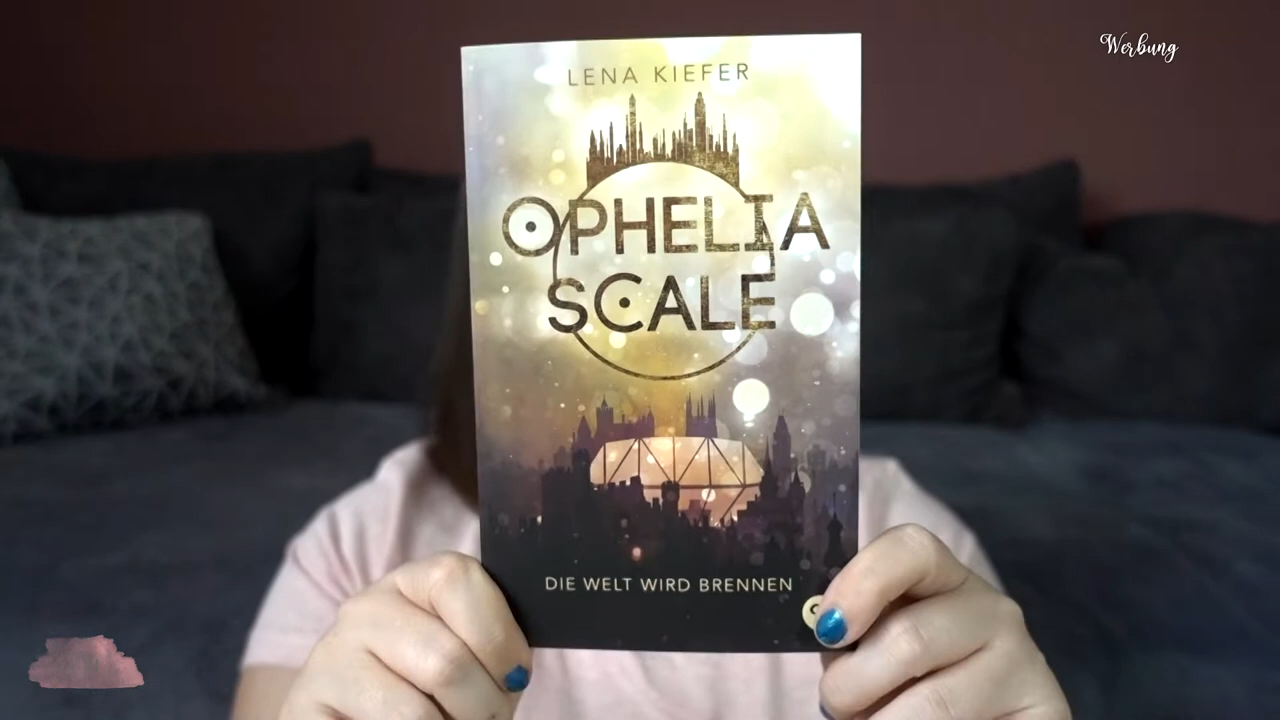 Werbung
LENA KIEFER
OPHELIA
SCALE
DIE WELT WIRD BRENNEN